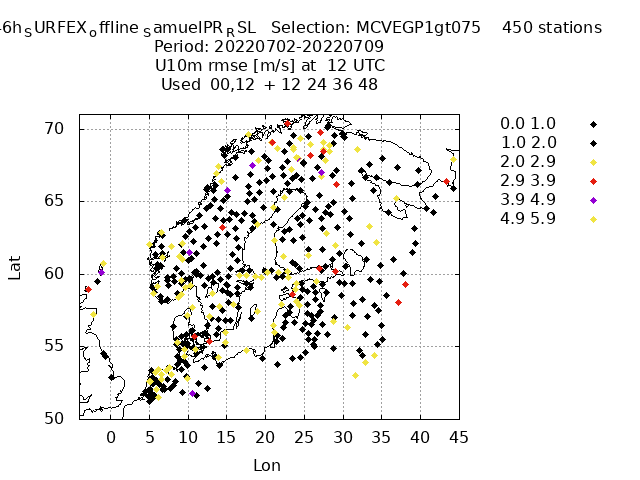 46h SURFEX offline SamuelPR RSL Selection: MCVEGP1gt075 450 stations
Period: 20220702-20220709
U10m rmse [m/s] at 12 UTC
Used 00,12 + 12 24 36 48
70
65
60
55
50
0 5 10 15 20 25 30 35 40 45
Lat
Lon
0.0 1.0
1.0 2.0
2.0 2.9
2.9 3.9
3.9 4.9
4.9 5.9